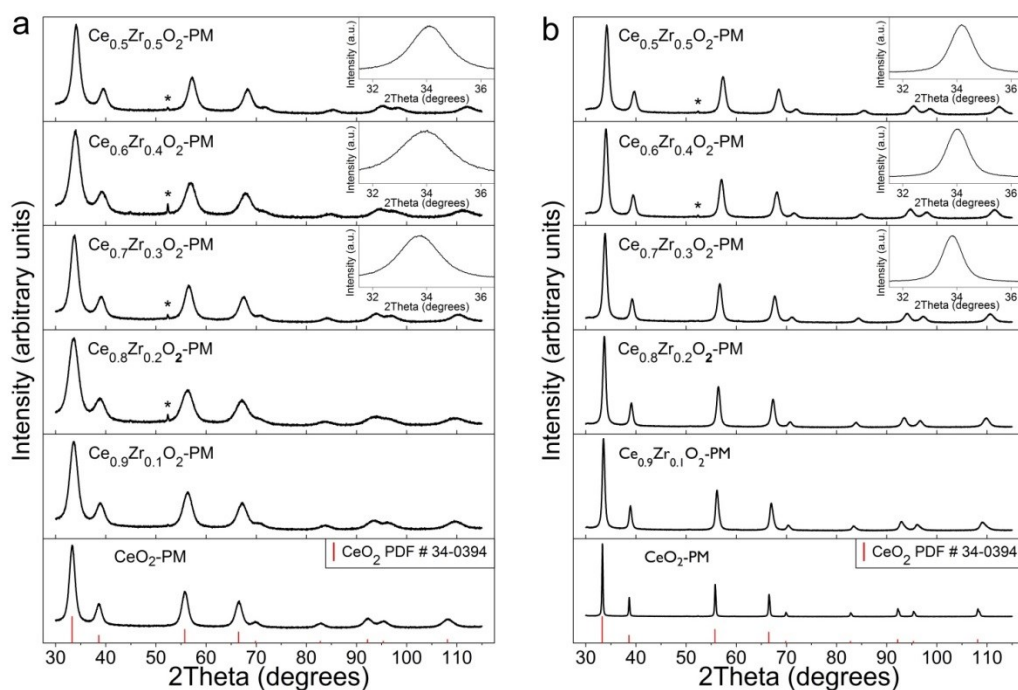 a
Intensity (arbitrary units)
Ce0.5Zr0.5O2-PM
*
Intensity (a.u.)
32 34 36
2Theta (degrees)
Ce0.6Zr0.4O2-PM
*
Intensity (a.u.)
32 34 36
2Theta (degrees)
Ce0.7Zr0.3O2-PM
*
Intensity (a.u.)
32 34 36
2Theta (degrees)
Ce0.8Zr0.2O2-PM
*
Ce0.9Zr0.1O2-PM
CeO2-PM
CeO2 PDF # 34-0394
30 40 50 60 70 80 90 100 110
2Theta (degrees)
b
Intensity (arbitrary units)
Ce0.5Zr0.5O2-PM
*
Intensity (a.u.)
32 34 36
2Theta (degrees)
Ce0.6Zr0.4O2-PM
*
Intensity (a.u.)
32 34 36
2Theta (degrees)
Ce0.7Zr0.3O2-PM
Intensity (a.u.)
32 34 36
2Theta (degrees)
Ce0.8Zr0.2O2-PM
Ce0.9Zr0.1O2-PM
CeO2-PM
CeO2 PDF # 34-0394
30 40 50 60 70 80 90 100 110
2Theta (degrees)